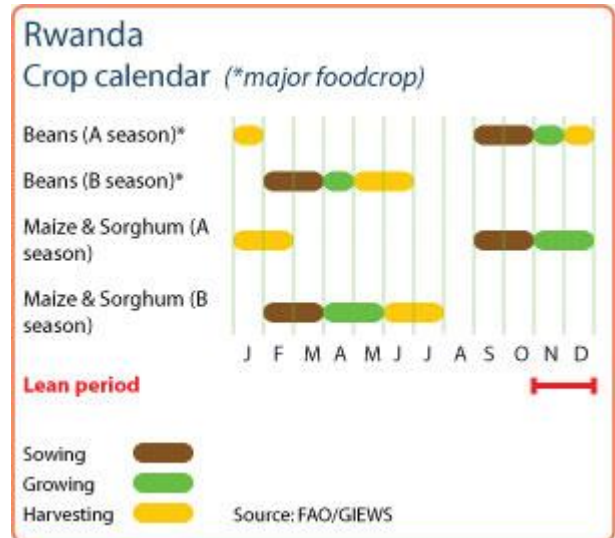 Rwanda
Crop calendar (*major foodcrop)
Beans (A season)*
Beans (B season)*
Maize & Sorghum (A
season)
Maize & Sorghum (B
season)
J F M A M J J A S O N D
Lean period
Sowing
Growing
Harvesting Source: FAO/GIEWS